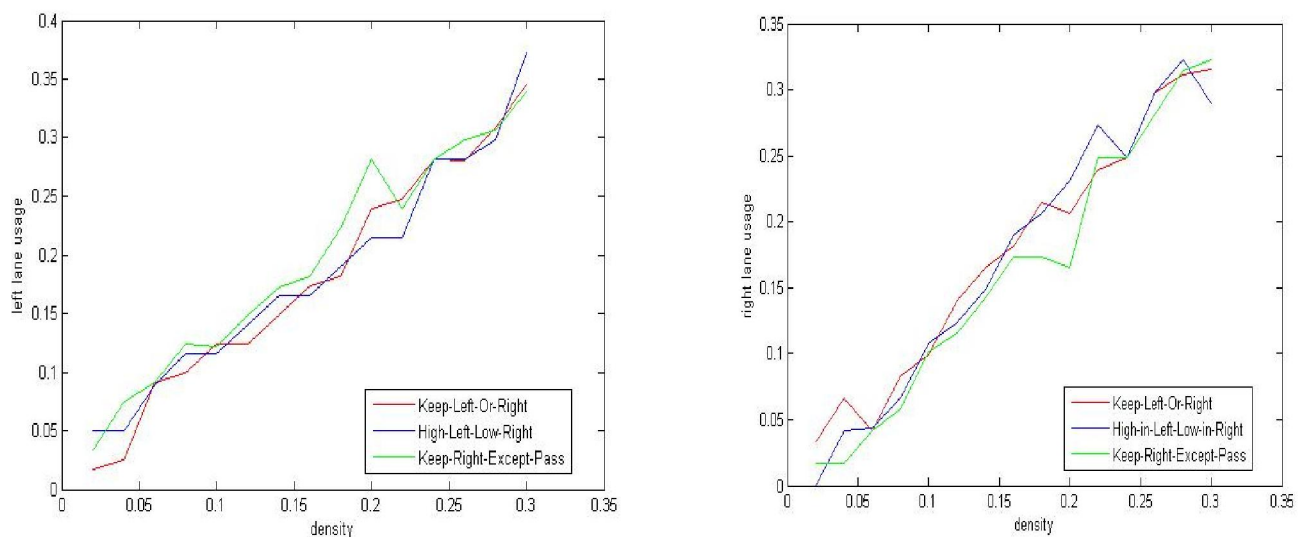 0.4
0.35
0.3
0.25
0.2
0.15
0.1
0.05
0
left lane usage
0 0.05 0.1 0.15 0.2 0.25 0.3 0.35
density
Keep-Left-Or-Right
High-Left-Low-Right
Keep-Right-Except-Pass
0.35
0.3
0.25
0.2
0.15
0.1
0.05
0
right lane usage
0 0.05 0.1 0.15 0.2 0.25 0.3 0.35
density
Keep-Left-Or-Right
High-in-Left-Low-in-Right
Keep-Right-Except-Pass